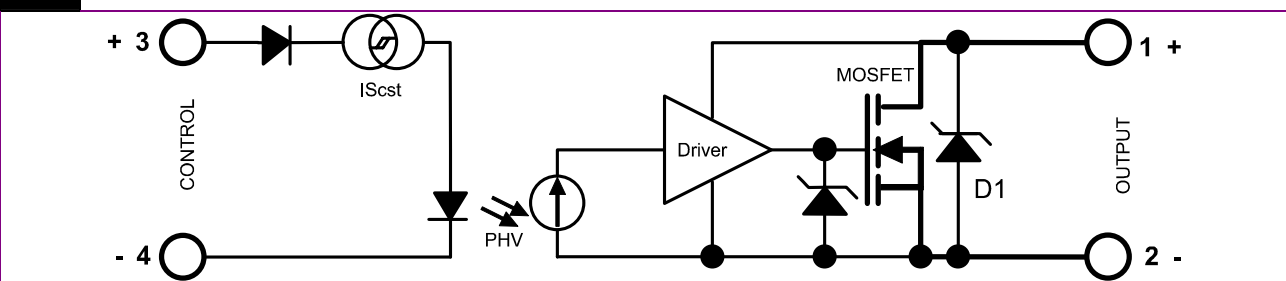 + 3
IScst
CONTROL
- 4
PHV
Driver
MOSFET
D1
1 +
OUTPUT
2 -